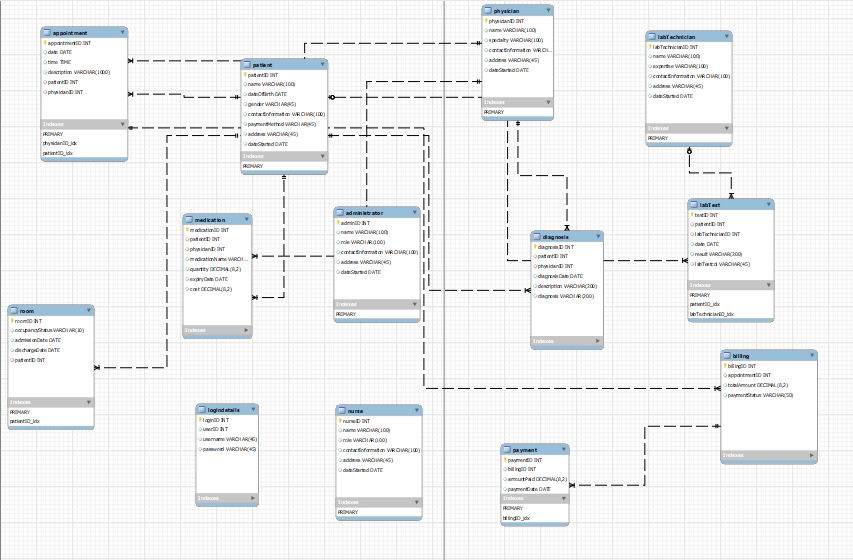 appointment
appointmentID INT
date DATE
time TIME
description VARCHAR(1000)
patientID INT
physicianID INT
Indexes
PRIMARY
physicianID_idx
patientID_idx
patient
patientID INT
name VARCHAR(100)
dateOfBirth DATE
gender VARCHAR(45)
contactInformation VARCHAR(100)
paymentMethod VARCHAR(45)
address VARCHAR(45)
dateStarted DATE
Indexes
PRIMARY
physician
physicianID INT
name VARCHAR(100)
specialty VARCHAR(100)
contactInformation VARCH...
address VARCHAR(45)
dateStarted DATE
Indexes
PRIMARY
labTechnician
labTechnicianID INT
name VARCHAR(100)
expertise VARCHAR(100)
contactInformation VARCHAR(100)
address VARCHAR(45)
dateStarted DATE
Indexes
PRIMARY
medication
medicationID INT
patientID INT
physicianID INT
medicationName VARCH...
quantity DECIMAL(8,2)
expiryDate DATE
cost DECIMAL(8,2)
Indexes
administrator
adminID INT
name VARCHAR(100)
role VARCHAR(100)
contactInformation VARCHAR(100)
address VARCHAR(45)
dateStarted DATE
Indexes
PRIMARY
diagnosis
diagnosisID INT
patientID INT
physicianID INT
diagnosisDate DATE
description VARCHAR(200)
diagnosis VARCHAR(200)
Indexes
labTest
testID INT
patientID INT
labTechnicianID INT
date DATE
result VARCHAR(200)
VARCHAR(45)
Indexes
PRIMARY
patientID_idx
labTechnicianID_idx
room
roomID INT
occupancyStatus VARCHAR(10)
admissionDate DATE
dischargeDate DATE
patientID INT
Indexes
PRIMARY
patientID_idx
logindetails
loginID INT
userID INT
username VARCHAR(45)
password VARCHAR(45)
Indexes
nurse
nurseID INT
name VARCHAR(100)
role VARCHAR(100)
contactInformation VARCHAR(100)
address VARCHAR(45)
dateStarted DATE
Indexes
PRIMARY
payment
paymentID INT
billingID INT
amountPaid DECIMAL(8,2)
paymentDate DATE
Indexes
PRIMARY
billingID_idx
billing
billingID INT
appointmentID INT
totalAmount DECIMAL(8,2)
paymentStatus VARCHAR(50)
Indexes